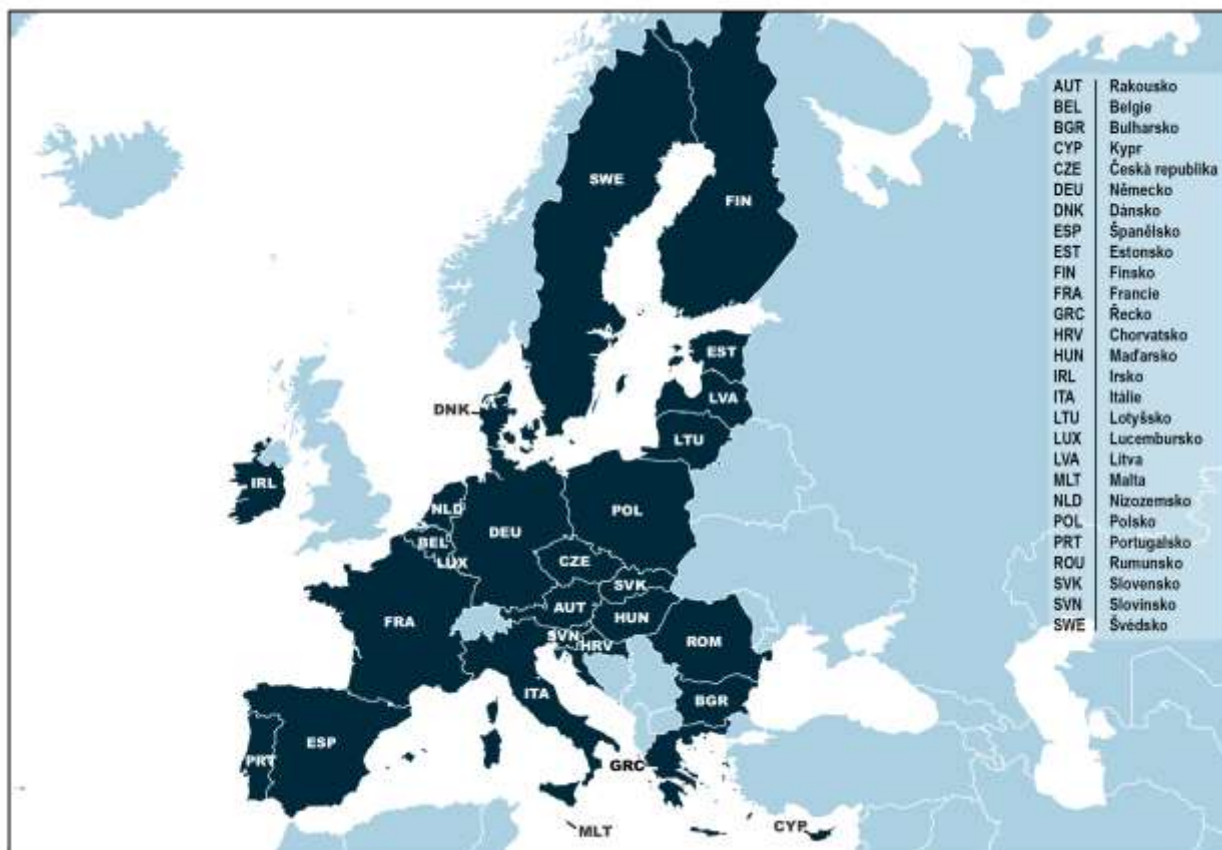 SWE
FIN
EST
LVA
DNK
LTU
IRL
NLD
DEU
POL
BEL
LUX
CZE
SVK
AUT
HUN
FRA
SVN
HRV
ROM
ITA
BGR
ESP
PRT
GRC
MLT
CYP
AUT Rakousko
BEL Belgie
BGR Bulharsko
CYP Kypr
CZE Česká republika
DEU Německo
DNK Dánsko
ESP Španělsko
EST Estonsko
FIN Finsko
FRA Francie
GRC Řecko
HRV Chorvatsko
HUN Maďarsko
IRL Irsko
ITA Itálie
LTU Lotyšsko
LUX Lucembursko
LVA Litva
MLT Malta
NLD Nizozemsko
POL Polsko
PRT Portugalsko
ROU Rumunsko
SVK Slovensko
SVN Slovinsko
SWE Švédsko